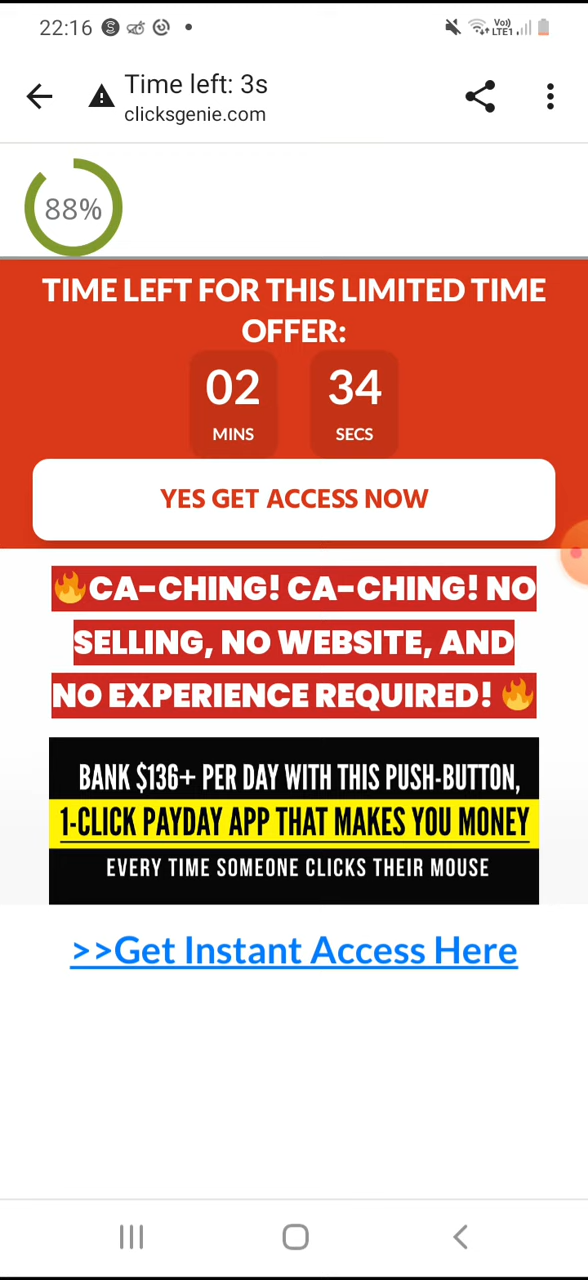 22:16
Vo))
LTE1
Time left: 3s
clicksgenie.com
88%
TIME LEFT FOR THIS LIMITED TIME
OFFER:
02 34
MINS SECS
YES GET ACCESS NOW
🔥CA-CHING! CA-CHING! NO
SELLING, NO WEBSITE, AND
NO EXPERIENCE REQUIRED! 🔥
BANK $136+ PER DAY WITH THIS PUSH-BUTTON,
1-CLICK PAYDAY APP THAT MAKES YOU MONEY
EVERY TIME SOMEONE CLICKS THEIR MOUSE
>>Get Instant Access Here